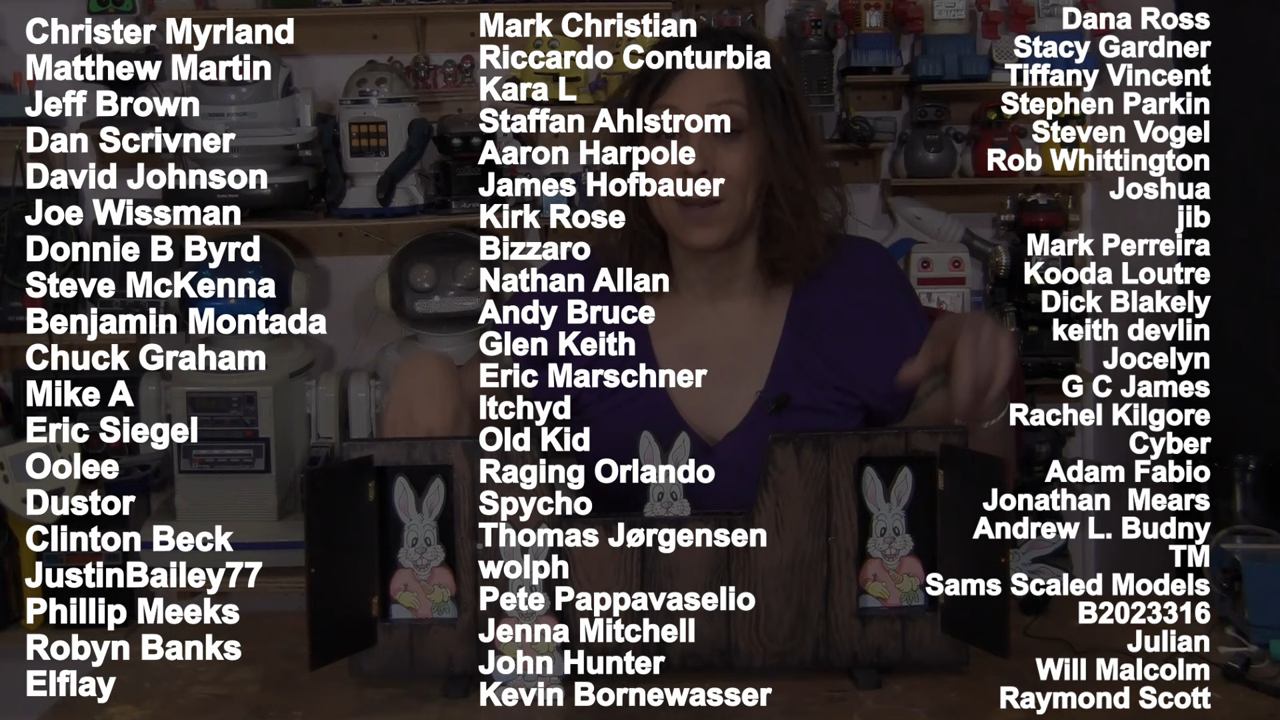 Christer Myrland
Matthew Martin
Jeff Brown
Dan Scrivner
David Johnson
Joe Wissman
Donnie B Byrd
Steve McKenna
Benjamin Montada
Chuck Graham
Mike A
Eric Siegel
Oolee
Dustor
Clinton Beck
JustinBailey77
Phillip Meeks
Robyn Banks
Elflay
Mark Christian
Riccardo Conturbia
Kara L
Staffan Ahlstrom
Aaron Harpole
James Hofbauer
Kirk Rose
Bizzaro
Nathan Allan
Andy Bruce
Glen Keith
Eric Marschner
Itchyd
Old Kid
Raging Orlando
Spycho
Thomas Jørgensen
wolph
Pete Pappavaselio
Jenna Mitchell
John Hunter
Kevin Bornewasser
Dana Ross
Stacy Gardner
Tiffany Vincent
Stephen Parkin
Steven Vogel
Rob Whittington
Joshua
jib
Mark Perreira
Kooda Loutre
Dick Blakely
keith devlin
Jocelyn
G C James
Rachel Kilgore
Cyber
Adam Fabio
Jonathan  Mears
Andrew L. Budny
TM
Sams Scaled Models
B2023316
Julian
Will Malcolm
Raymond Scott